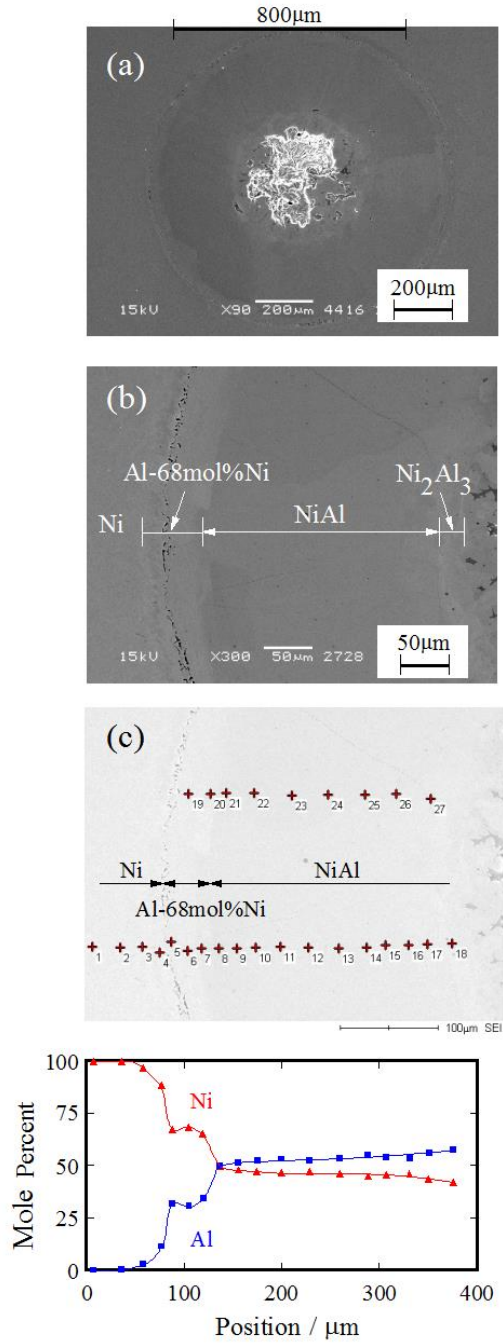 800μm
(a)
200μm
15kV X90 200μm 4416
(b)
Al-68mol%Ni
Ni₂Al₃
Ni
NiAl
50μm
15kV X300 50μm 2728
(c)
19 20 21 22 23 24 25 26 27
Ni
NiAl
Al-68mol%Ni
1 2 3 4 5 6 7 8 9 10 11 12 13 14 15 16 17 18
100μm SEI
100
75
50
25
0
Mole Percent
Ni
Al
0 100 200 300 400
Position / μm